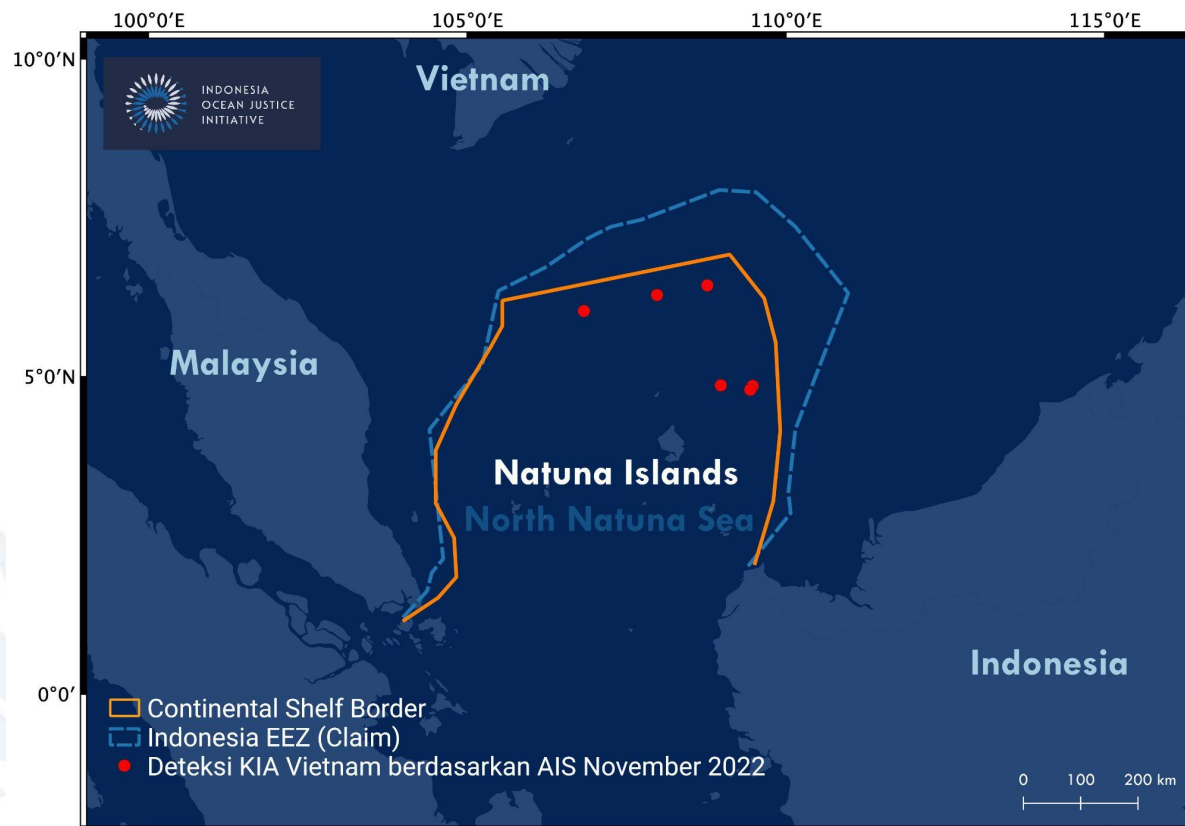 100°0'E 105°0'E 110°0'E 115°0'E
10°0'N
Vietnam
INDONESIA
OCEAN JUSTICE
INITIATIVE
Malaysia
5°0'N
Natuna Islands
North Natuna Sea
Indonesia
0°0'
Continental Shelf Border
Indonesia EEZ (Claim)
Deteksi KIA Vietnam berdasarkan AIS November 2022
0 100 200 km